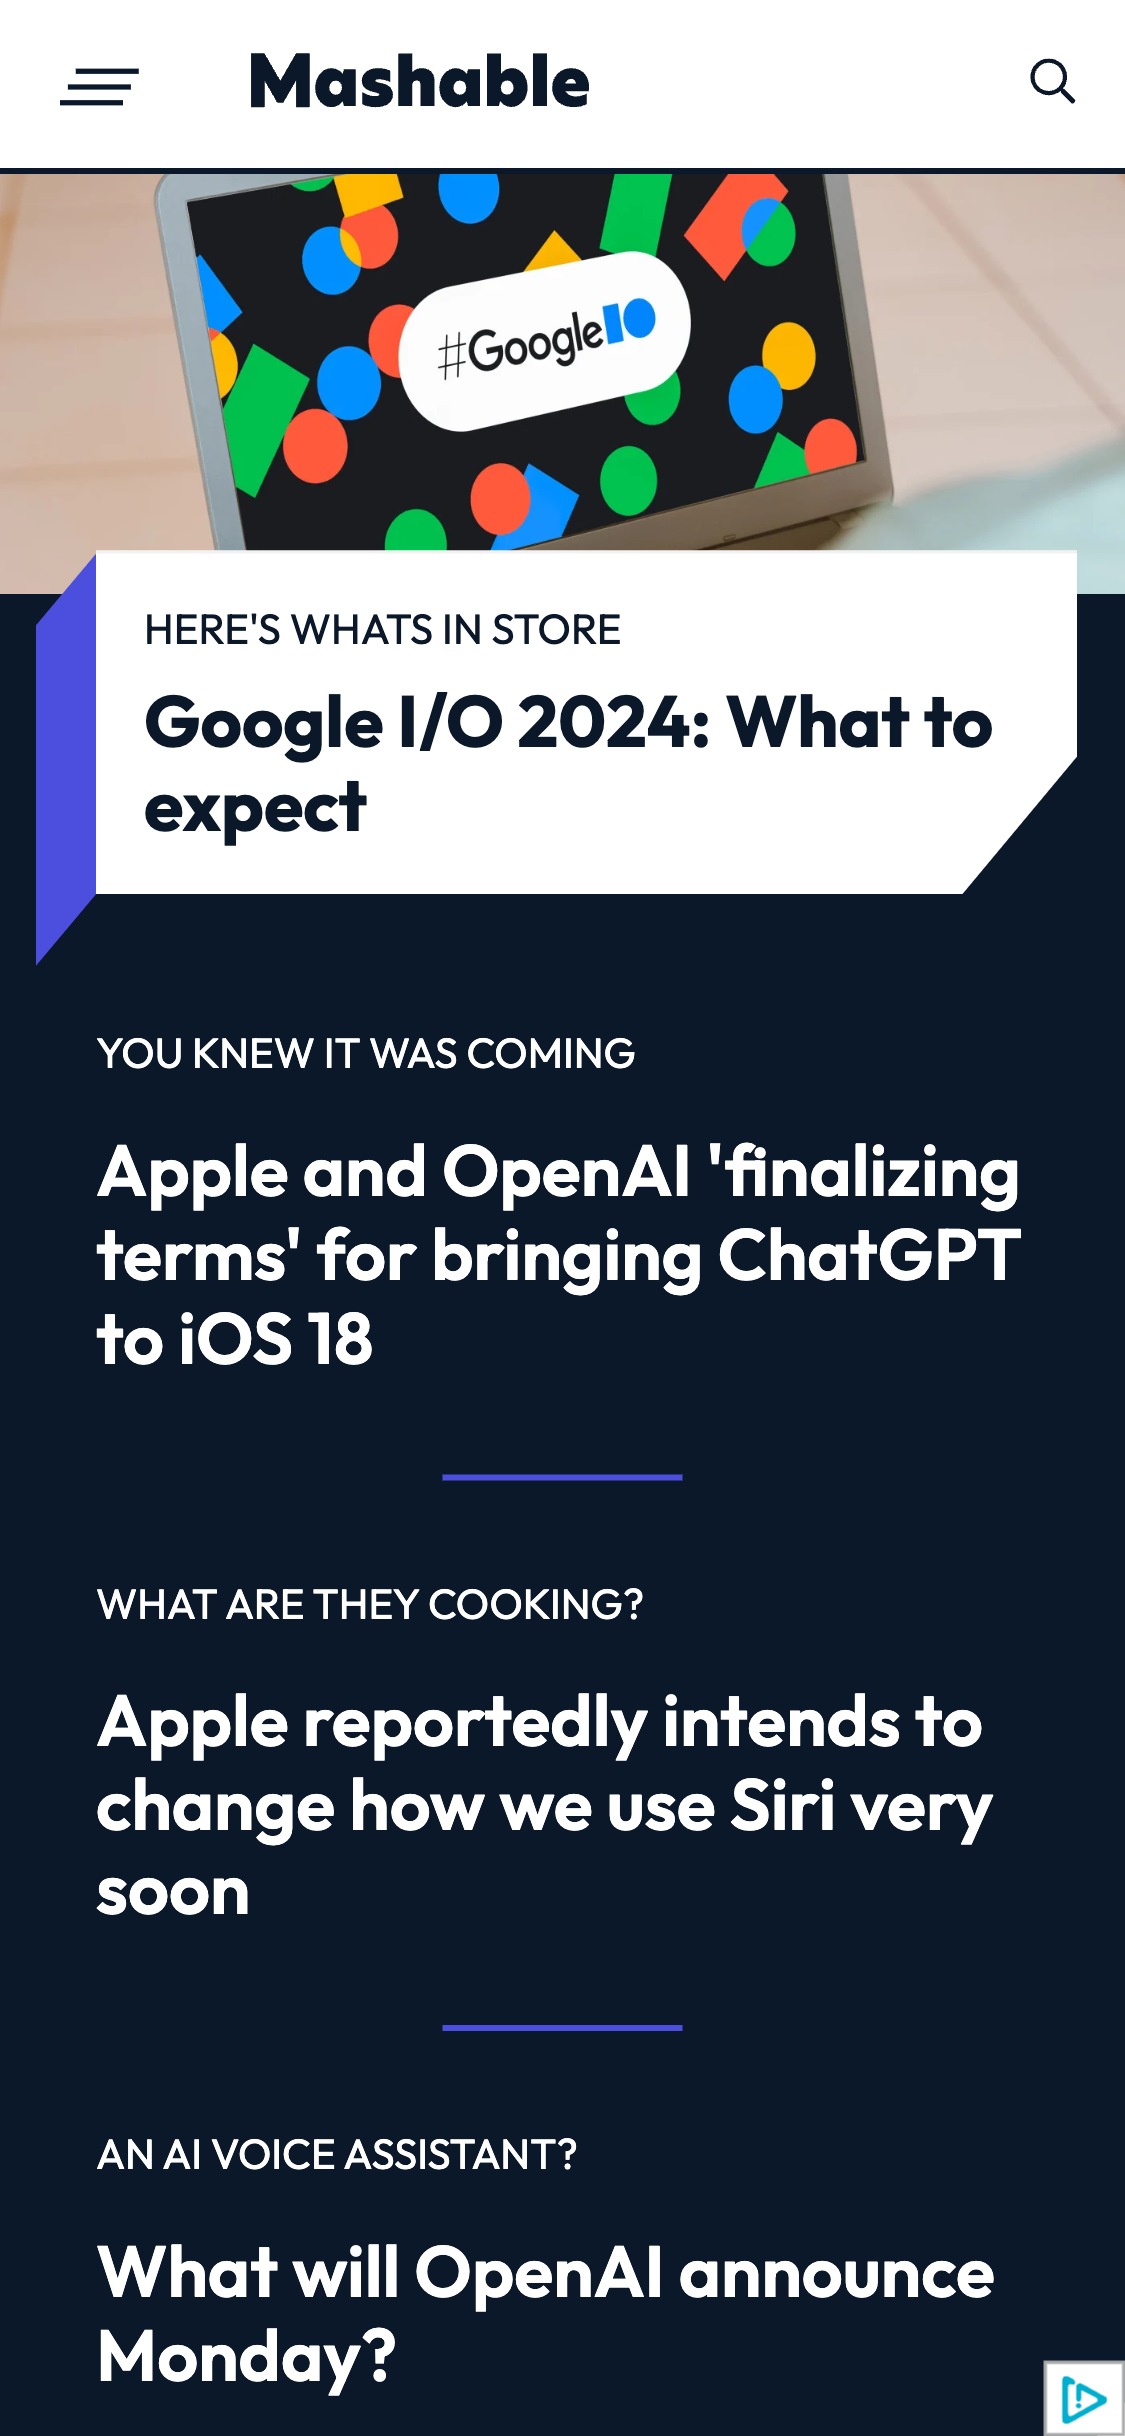 Mashable
#GoogleIO
HERE'S WHATS IN STORE
Google I/O 2024: What to
expect
YOU KNEW IT WAS COMING
Apple and OpenAI 'finalizing
terms' for bringing ChatGPT
to iOS 18
WHAT ARE THEY COOKING?
Apple reportedly intends to
change how we use Siri very
soon
AN AI VOICE ASSISTANT?
What will OpenAI announce
Monday?